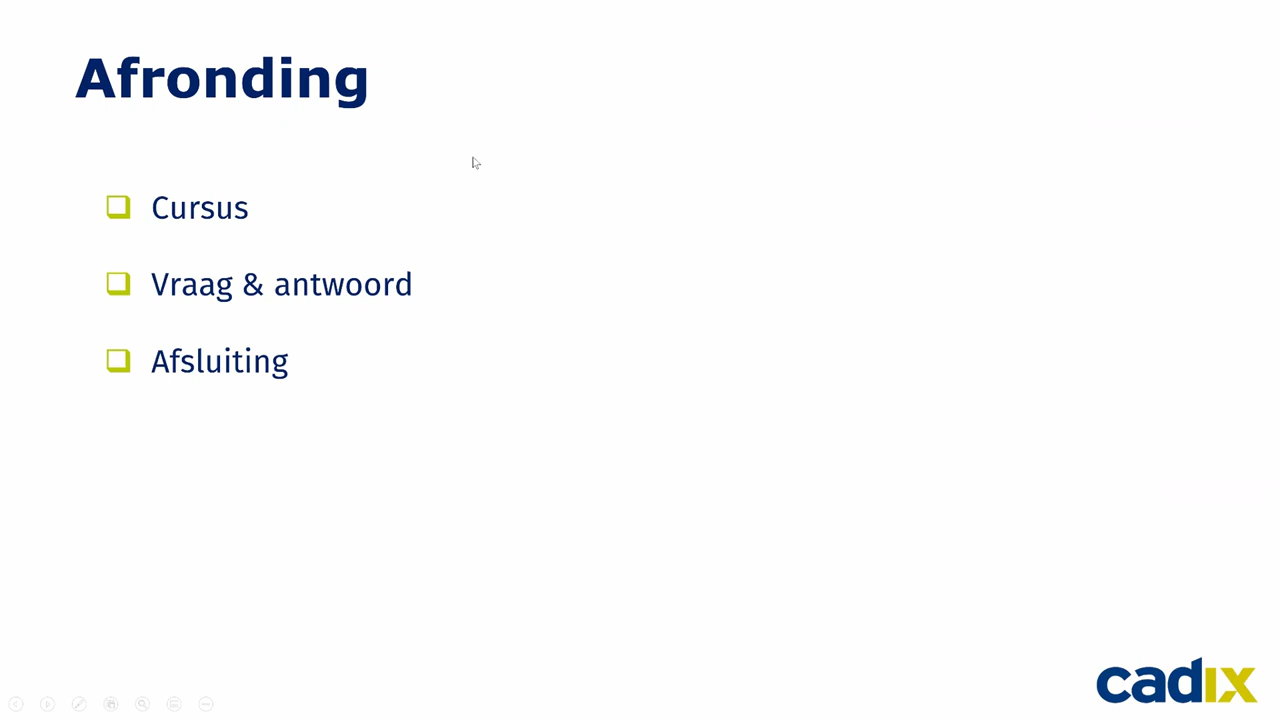 Afronding
Cursus
Vraag & antwoord
Afsluiting
cadix